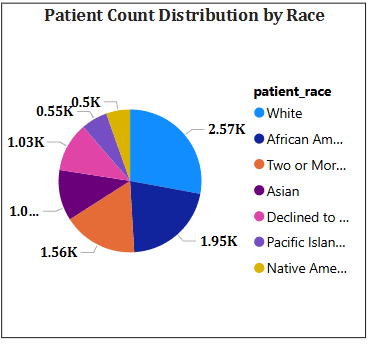 Patient Count Distribution by Race
patient_race
White
African Am...
Two or Mor...
Asian
Declined to ...
Pacific Islan...
Native Ame...
2.57K
1.95K
1.56K
1.0...
1.03K
0.55K
0.5K